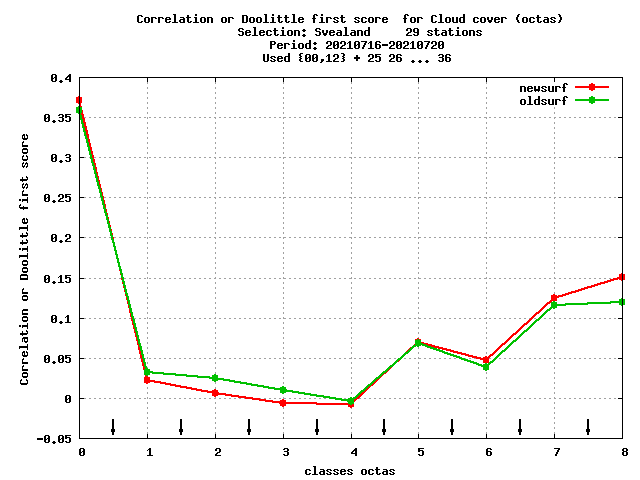 Correlation or Doolittle first score  for Cloud cover (octas)
Selection: Svealand     29 stations
Period: 20210716-20210720
Used {00,12} + 25 26 ... 36
newsurf
oldsurf
Correlation or Doolittle first score
0.4
0.35
0.3
0.25
0.2
0.15
0.1
0.05
0
-0.05
0 1 2 3 4 5 6 7 8
classes octas